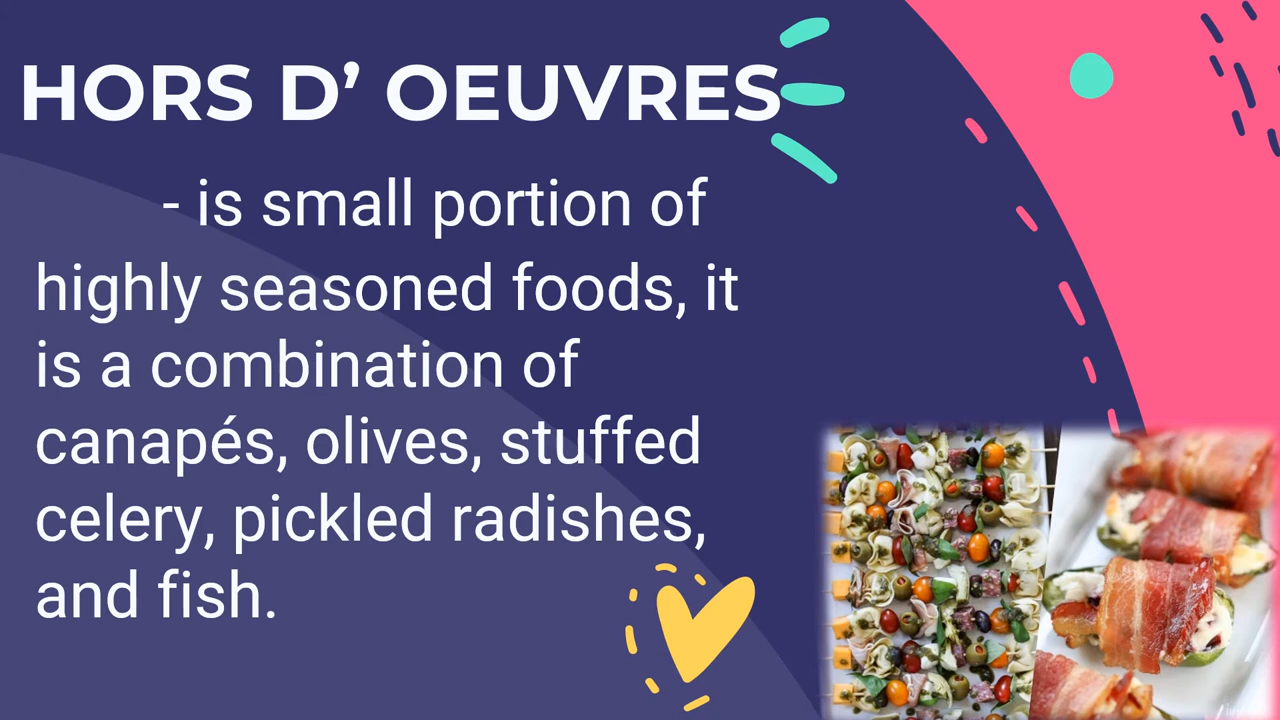 HORS D’ OEUVRES
- is small portion of
highly seasoned foods, it
is a combination of
canapés, olives, stuffed
celery, pickled radishes,
and fish.